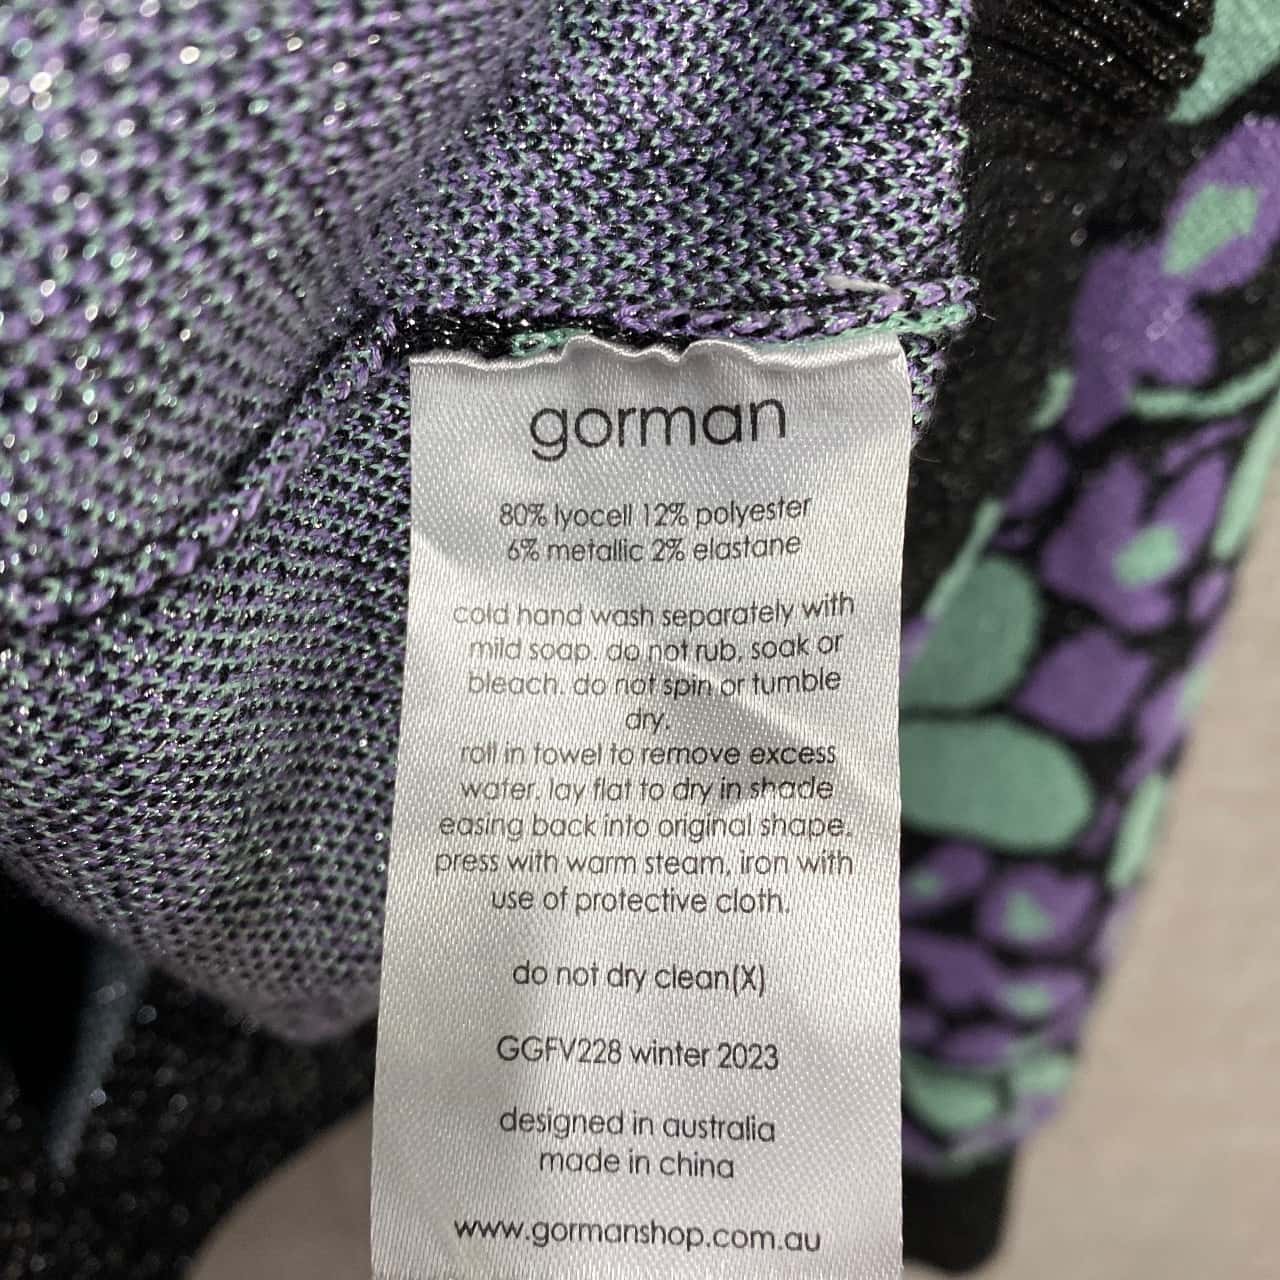 gorman
80% lyocell 12% polyester
6% metallic 2% elastane
cold hand wash separately with
mild soap. do not rub, soak or
bleach. do not spin or tumble
dry.
roll in towel to remove excess
water. lay flat to dry in shade
easing back into original shape.
press with warm steam, iron with
use of protective cloth.
do not dry clean(X)
GGFV228 winter 2023
designed in australia
made in china
www.gormanshop.com.au